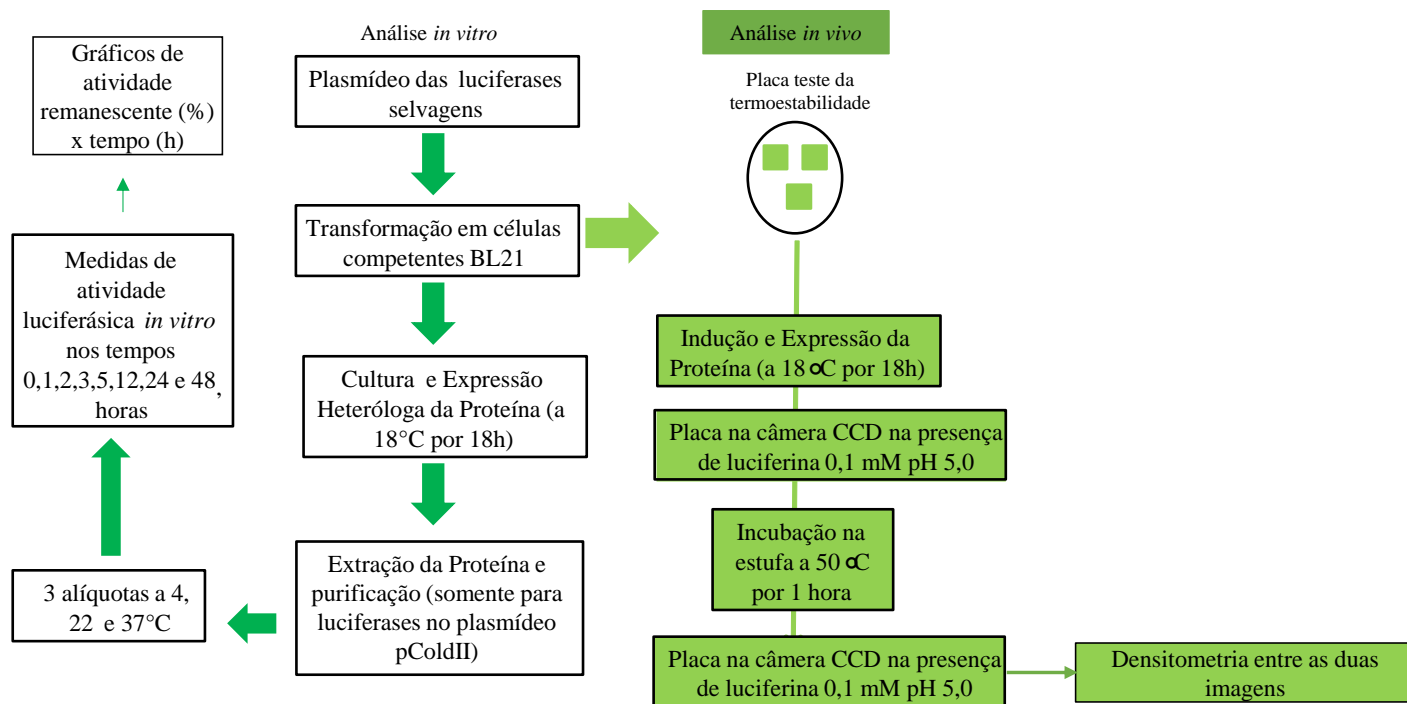 Análise in vitro
Plasmídeo das luciferases
selvagens
Transformação em células
competentes BL21
Cultura e Expressão
Heteróloga da Proteína (a
18°C por 18h)
Extração da Proteína e
purificação (somente para
luciferases no plasmídeo
pColdII)
3 alíquotas a 4,
22 e 37°C
Medidas de
atividade
luciferásica in vitro
nos tempos
0,1,2,3,5,12,24 e 48,
horas
Gráficos de
atividade
remanescente (%)
x tempo (h)
Análise in vivo
Placa teste da
termoestabilidade
Indução e Expressão da
Proteína (a 18°C por 18h)
Placa na câmera CCD na presença
de luciferina 0,1 mM pH 5,0
Incubação na
estufa a 50 °C
por 1 hora
Placa na câmera CCD na presença
de luciferina 0,1 mM pH 5,0
Densitometria entre as duas
imagens